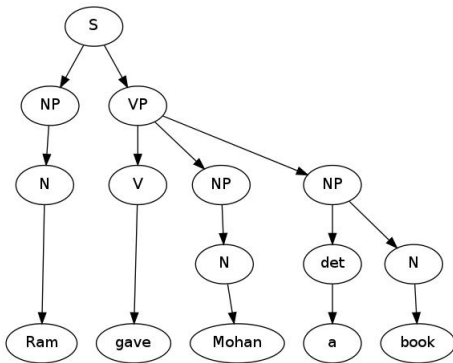 S
NP VP
N V NP NP
N det N
Ram gave Mohan a book